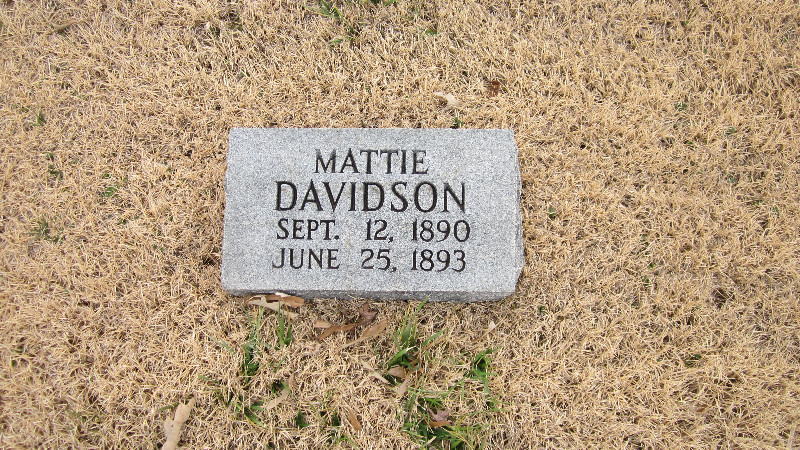 MATTIE
DAVIDSON
SEPT. 12, 1890
JUNE 25, 1893